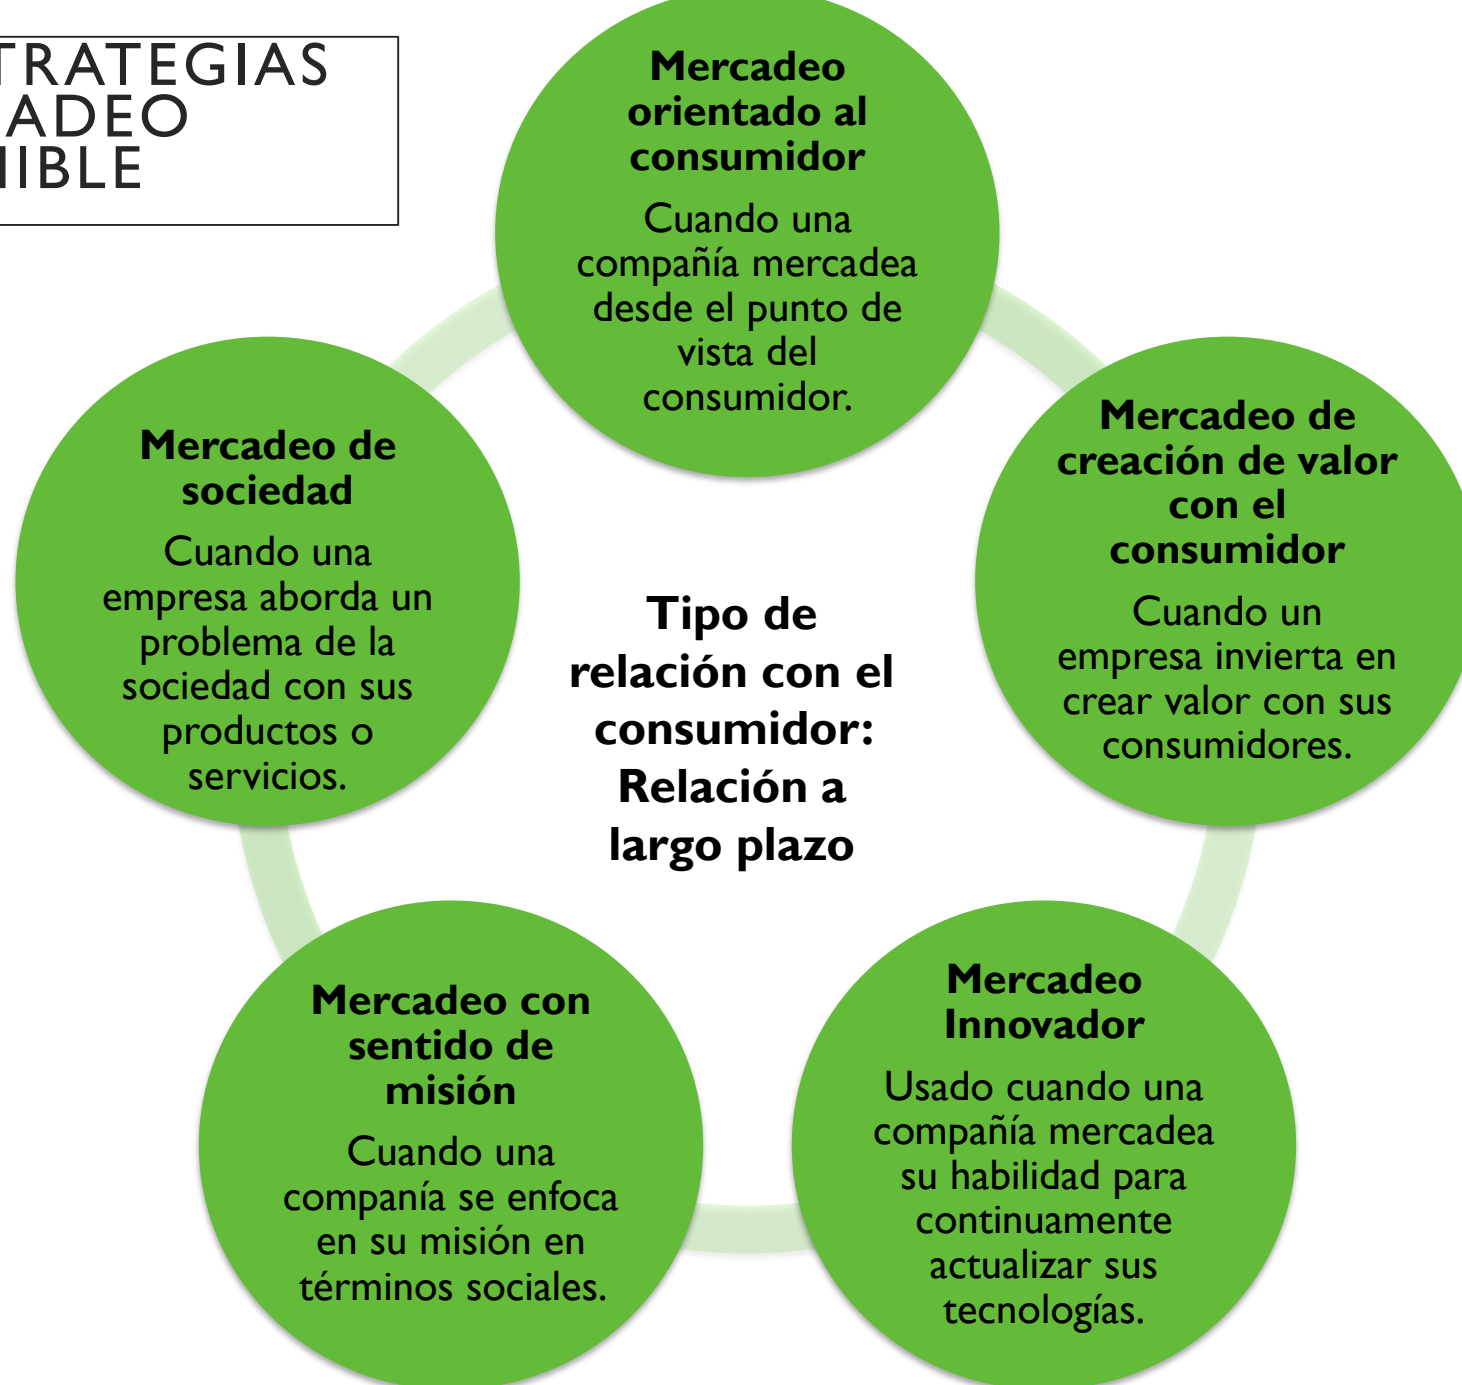 TRATEGIAS
ADEO
IBLE
Mercadeo
orientado al
consumidor
Cuando una
compañía mercadea
desde el punto de
vista del
consumidor.
Mercadeo de
creación de valor
con el
consumidor
Cuando un
empresa invierta en
crear valor con sus
consumidores.
Mercadeo
Innovador
Usado cuando una
compañía mercadea
su habilidad para
continuamente
actualizar sus
tecnologías.
Mercadeo con
sentido de
misión
Cuando una
companía se enfoca
en su misión en
términos sociales.
Mercadeo de
sociedad
Cuando una
empresa aborda un
problema de la
sociedad con sus
productos o
servicios.
Tipo de
relación con el
consumidor:
Relación a
largo plazo